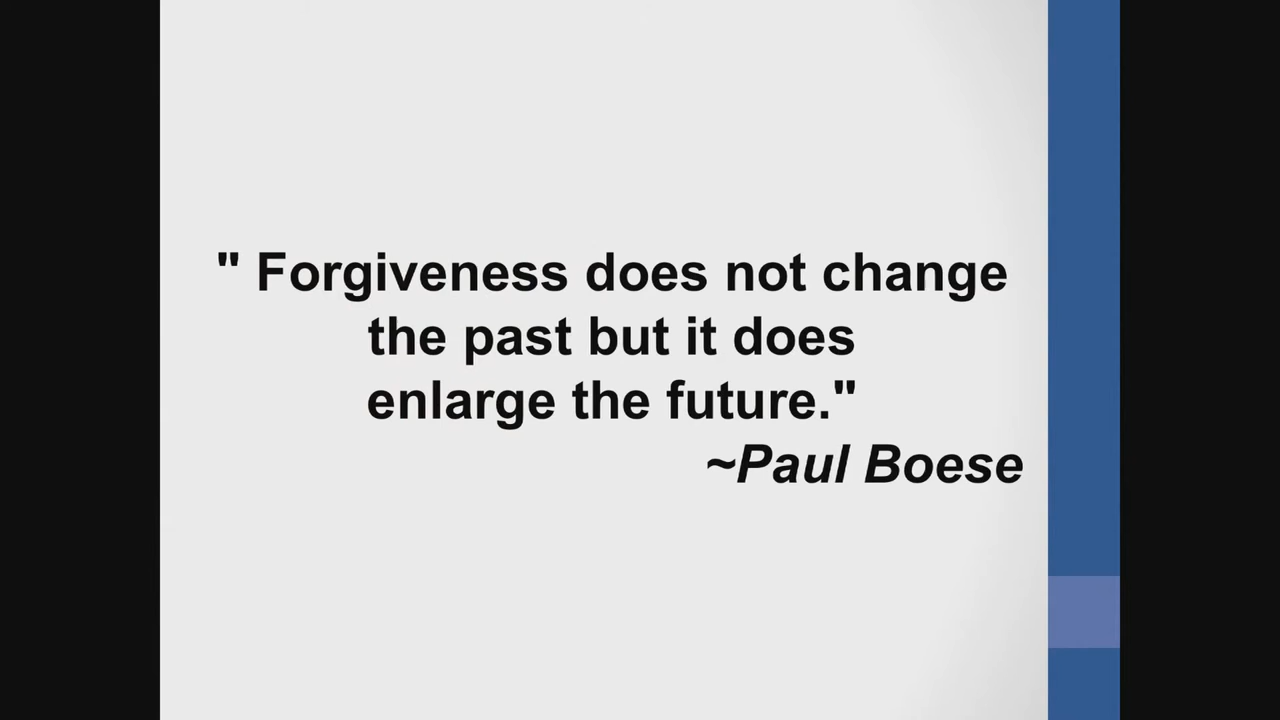 " Forgiveness does not change
the past but it does
enlarge the future."
~Paul Boese